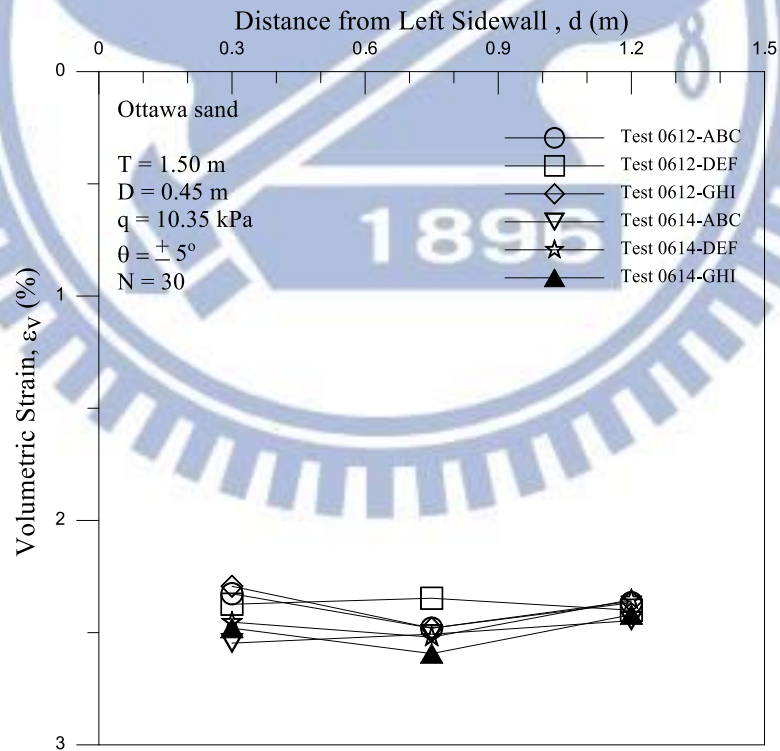 Distance from Left Sidewall , d (m)
0 0.3 0.6 0.9 1.2 1.5
0
1
2
3
Volumetric Strain, εv (%)
Ottawa sand
T = 1.50 m
D = 0.45 m
q = 10.35 kPa
θ = ± 5°
N = 30
Test 0612-ABC
Test 0612-DEF
Test 0612-GHI
Test 0614-ABC
Test 0614-DEF
Test 0614-GHI
1896